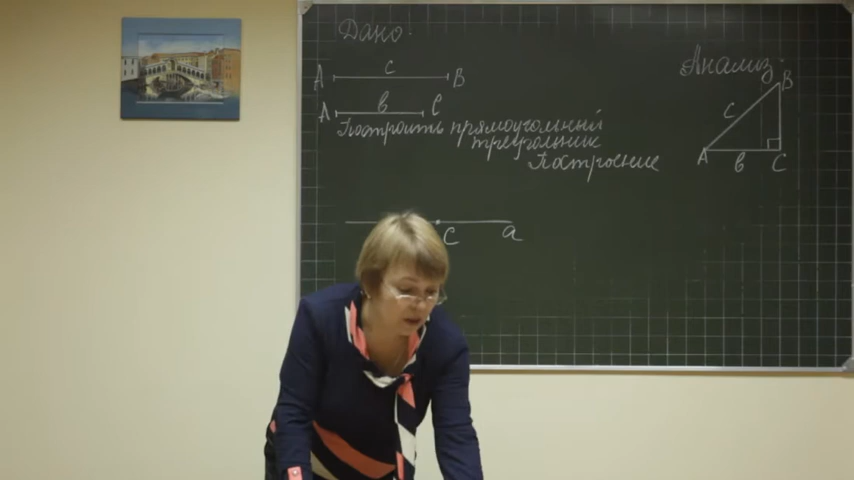 Дано:
A c B
A в C
Построить прямоугольный
треугольник
Построение
C a
Анализ:
B
c
A в C